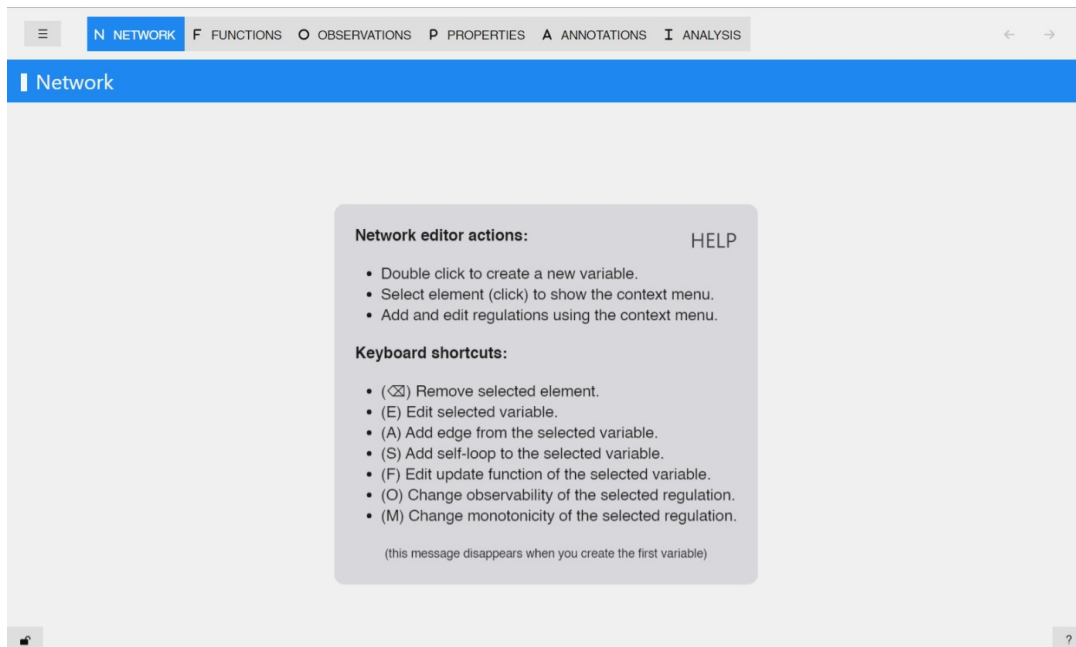 ☰ N NETWORK F FUNCTIONS O OBSERVATIONS P PROPERTIES A ANNOTATIONS I ANALYSIS ← →
Network
Network editor actions:
HELP
• Double click to create a new variable.
• Select element (click) to show the context menu.
• Add and edit regulations using the context menu.
Keyboard shortcuts:
• (⌫) Remove selected element.
• (E) Edit selected variable.
• (A) Add edge from the selected variable.
• (S) Add self-loop to the selected variable.
• (F) Edit update function of the selected variable.
• (O) Change observability of the selected regulation.
• (M) Change monotonicity of the selected regulation.
(this message disappears when you create the first variable)
?